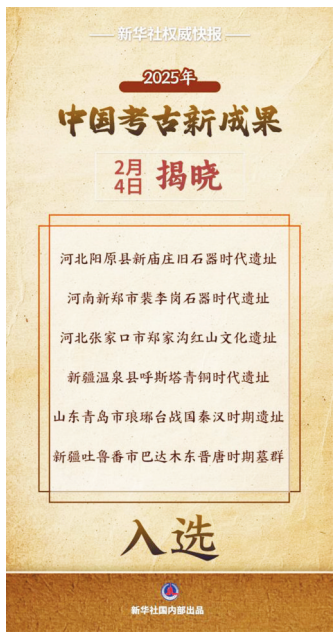 新华社权威快报
2025年
中国考古新成果
2月
4日
揭晓
河北阳原县新庙庄旧石器时代遗址
河南新郑市裴李岗石器时代遗址
河北张家口市郑家沟红山文化遗址
新疆温泉县呼斯塔青铜时代遗址
山东青岛市琅琊台战国秦汉时期遗址
新疆吐鲁番市巴达木东晋唐时期墓群
入选
新华社国内部出品